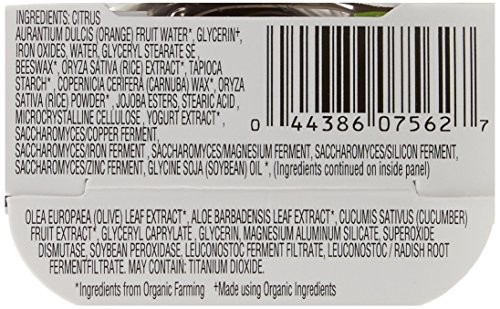 INGREDIENTS: CITRUS
AURANTIUM DULCIS (ORANGE) FRUIT WATER*, GLYCERIN†,
IRON OXIDES, WATER, GLYCERYL STEARATE SE,
BEESWAX*, ORYZA SATIVA (RICE) EXTRACT*, TAPIOCA
STARCH* , COPERNICIA CERIFERA (CARNUBA) WAX*, ORYZA
SATIVA (RICE) POWDER* , JOJOBA ESTERS, STEARIC ACID ,
MICROCRYSTALLINE CELLULOSE , YOGURT EXTRACT* ,
SACCHAROMYCES/COPPER FERMENT,
SACCHAROMYCES/IRON FERMENT , SACCHAROMYCES/MAGNESIUM FERMENT, SACCHAROMYCES/SILICON FERMENT,
SACCHAROMYCES/ZINC FERMENT, GLYCINE SOJA (SOYBEAN) OIL *, (Ingredients continued on inside panel)
0 44386 07562 7
OLEA EUROPAEA (OLIVE) LEAF EXTRACT*, ALOE BARBADENSIS LEAF EXTRACT*, CUCUMIS SATIVUS (CUCUMBER)
FRUIT EXTRACT*, GLYCERYL CAPRYLATE , GLYCERIN, MAGNESIUM ALUMINUM SILICATE, SUPEROXIDE
DISMUTASE, SOYBEAN PEROXIDASE, LEUCONOSTOC FERMENT FILTRATE, LEUCONOSTOC / RADISH ROOT
FERMENTFILTRATE. MAY CONTAIN: TITANIUM DIOXIDE.
*Ingredients from Organic Farming †Made using Organic Ingredients